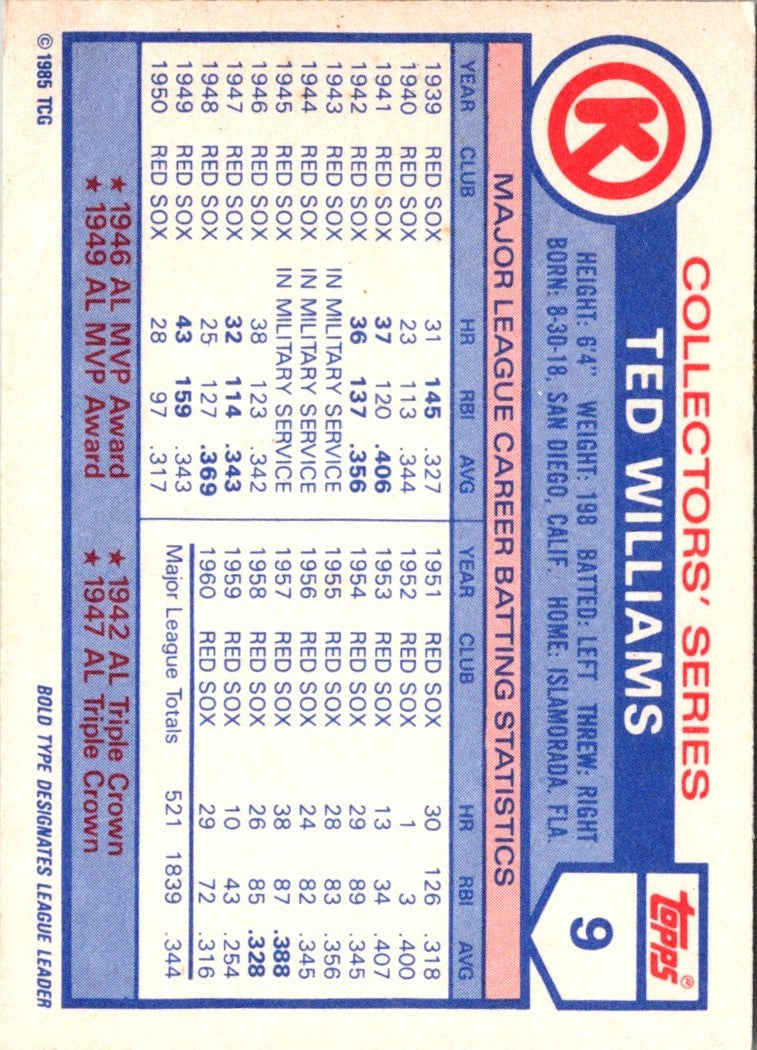 COLLECTORS' SERIES
K
TED WILLIAMS
topps®
9
HEIGHT: 6'4" WEIGHT: 198 BATTED: LEFT THREW: RIGHT
BORN: 8-30-18, SAN DIEGO, CALIF. HOME: ISLAMORADA, FLA.
MAJOR LEAGUE CAREER BATTING STATISTICS
YEAR CLUB HR RBI AVG
1939 RED SOX 31 145 .327
1940 RED SOX 23 113 .344
1941 RED SOX 37 120 .406
1942 RED SOX 36 137 .356
1943 RED SOX IN MILITARY SERVICE
1944 RED SOX IN MILITARY SERVICE
1945 RED SOX IN MILITARY SERVICE
1946 RED SOX 38 123 .342
1947 RED SOX 32 114 .343
1948 RED SOX 25 127 .369
1949 RED SOX 43 159 .343
1950 RED SOX 28 97 .317
YEAR CLUB HR RBI AVG
1951 RED SOX 30 126 .318
1952 RED SOX 1 3 .400
1953 RED SOX 13 34 .407
1954 RED SOX 29 89 .345
1955 RED SOX 28 83 .356
1956 RED SOX 24 82 .345
1957 RED SOX 38 87 .388
1958 RED SOX 26 85 .328
1959 RED SOX 10 43 .254
1960 RED SOX 29 72 .316
Major League Totals 521 1839 .344
★ 1946 AL MVP Award
★ 1949 AL MVP Award
★ 1942 AL Triple Crown
★ 1947 AL Triple Crown
© 1985 TCG
BOLD TYPE DESIGNATES LEAGUE LEADER